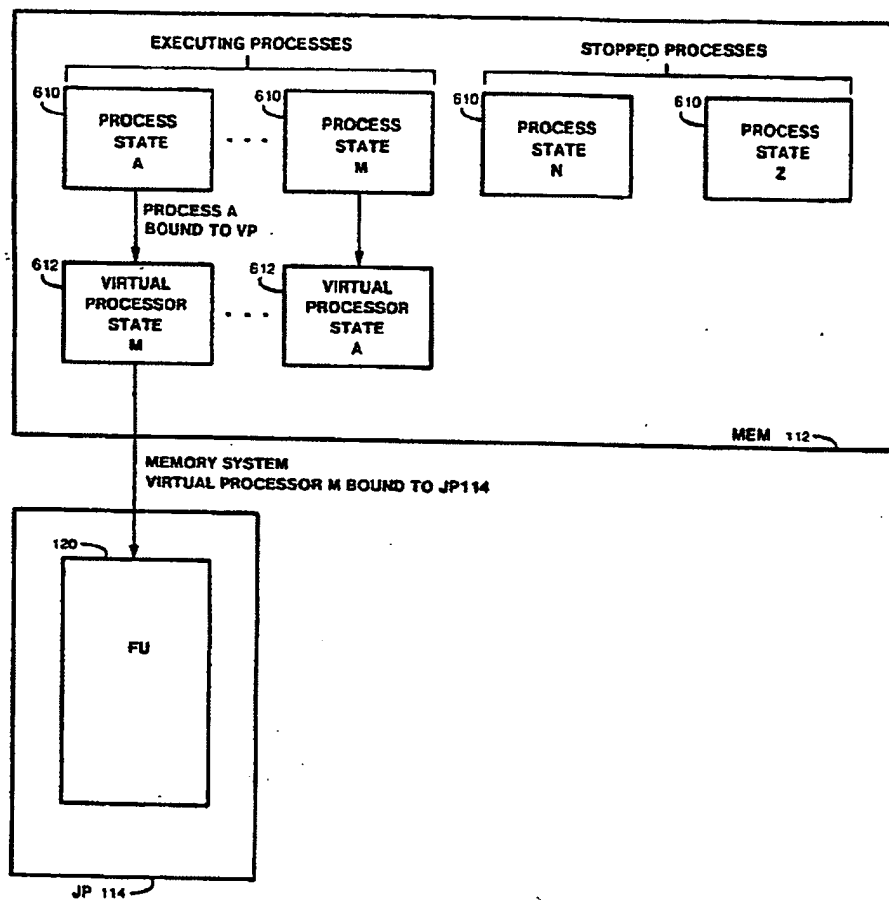 EXECUTING PROCESSES
STOPPED PROCESSES
610
PROCESS
STATE
A
610
PROCESS
STATE
M
610
PROCESS
STATE
N
610
PROCESS
STATE
Z
PROCESS A
BOUND TO VP
612
VIRTUAL
PROCESSOR
STATE
M
612
VIRTUAL
PROCESSOR
STATE
A
MEM 112
MEMORY SYSTEM
VIRTUAL PROCESSOR M BOUND TO JP114
120
FU
JP 114